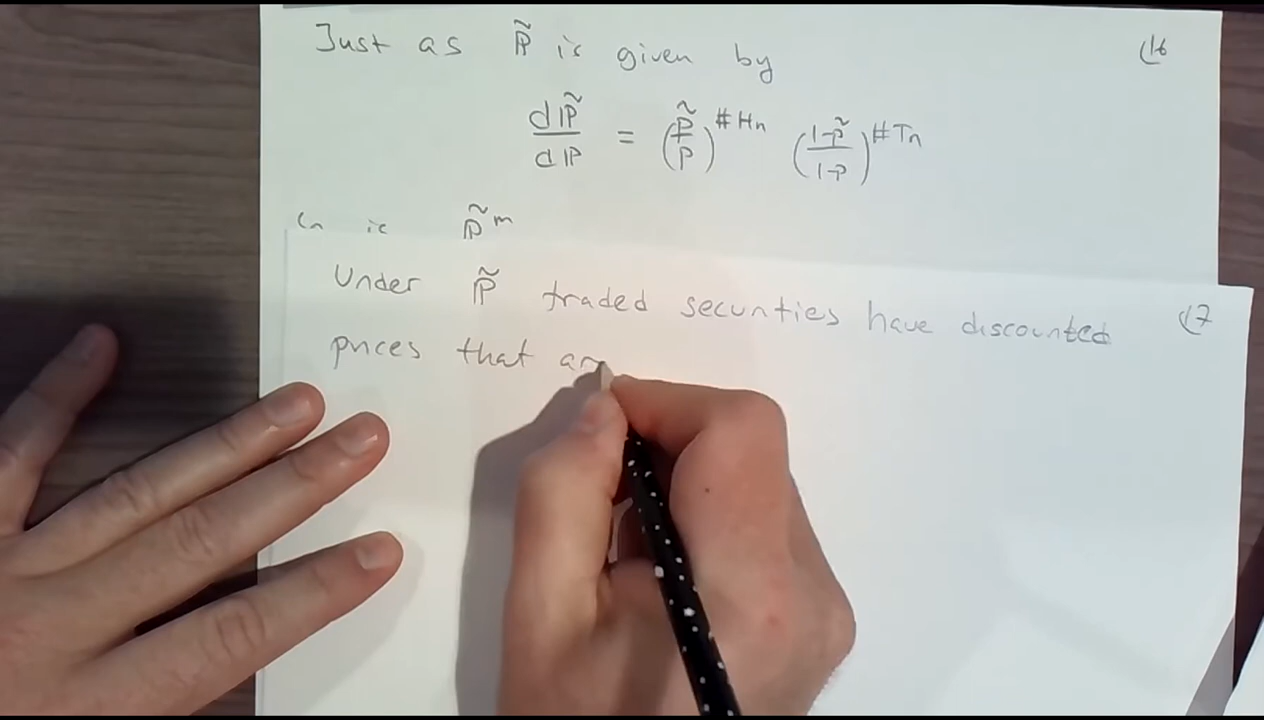 Just as P̃ is given by (16
dP̃/dP = (p̃/p)^#Hn (1-p̃/1-p)^#Tn
is P̃^m
Under P̃ traded securities have discounted (17
prices that